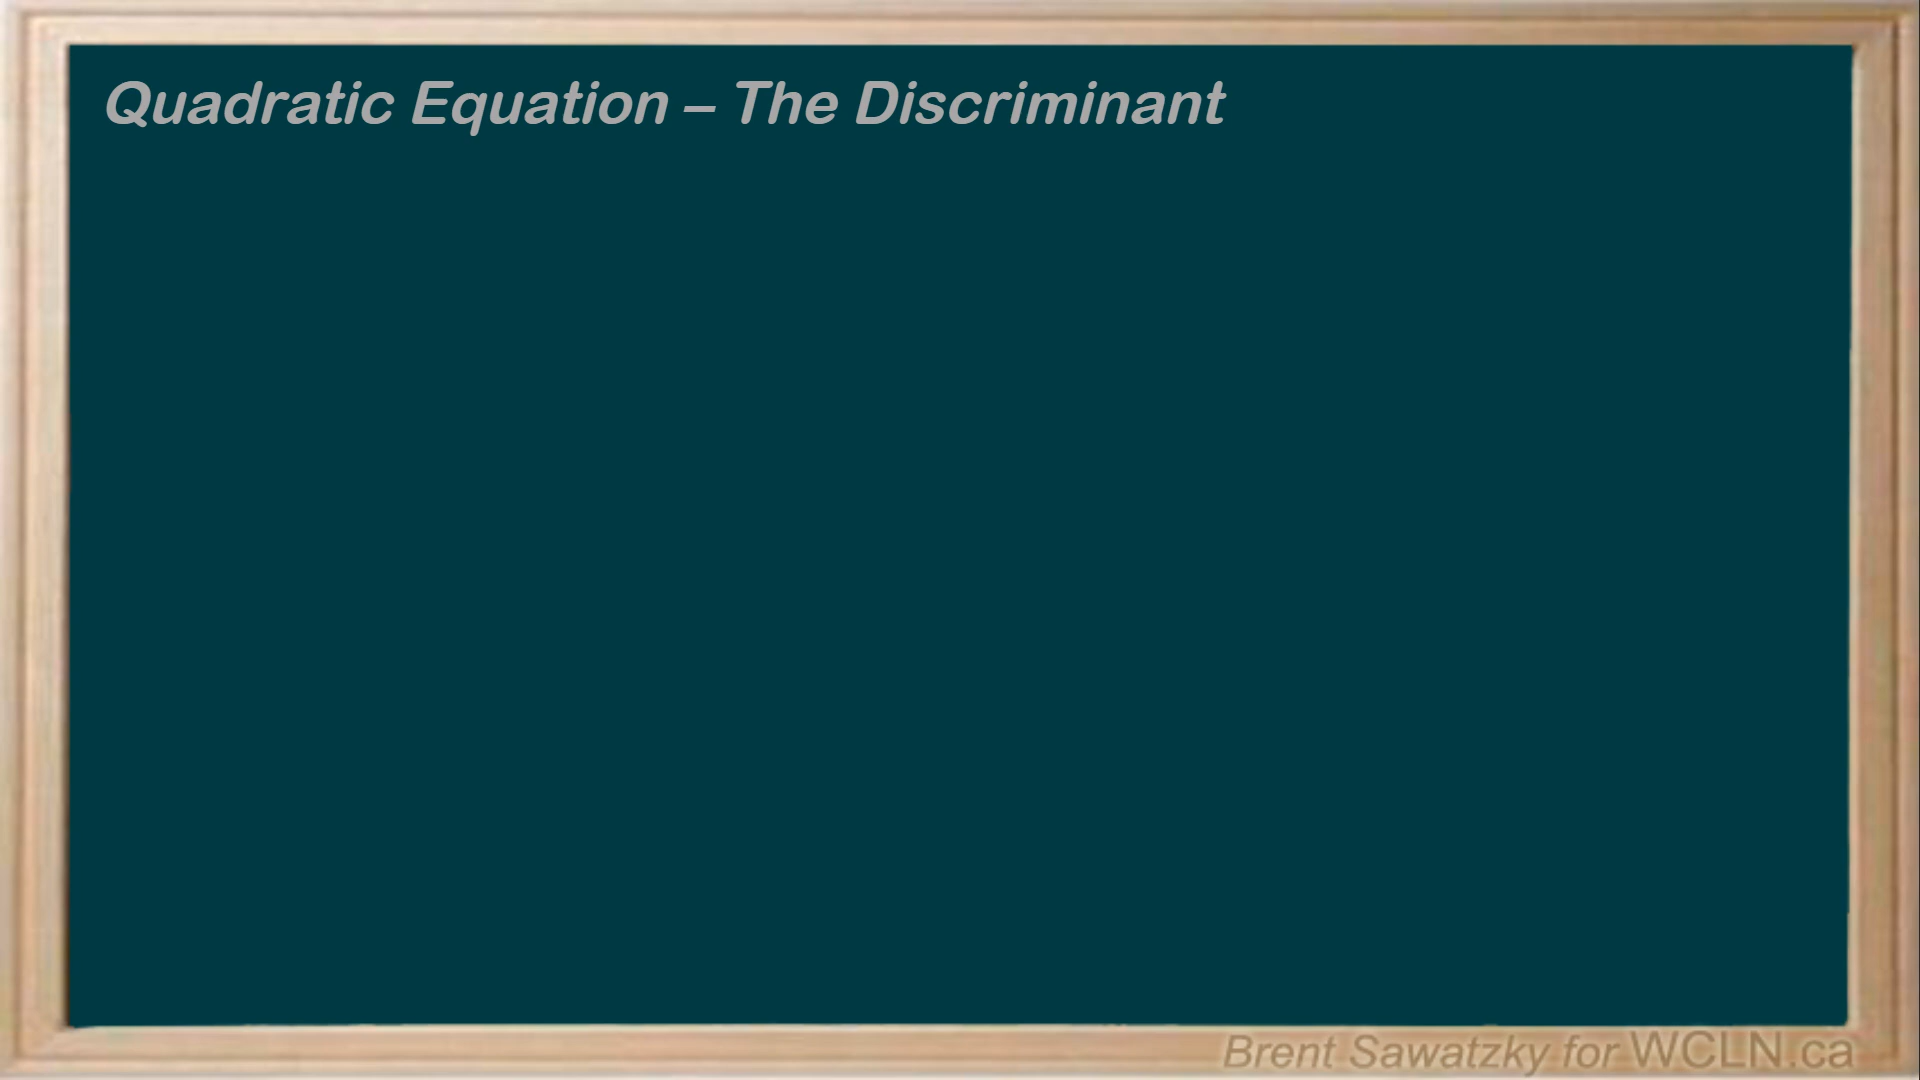 Quadratic Equation – The Discriminant
Brent Sawatzky for WCLN.ca